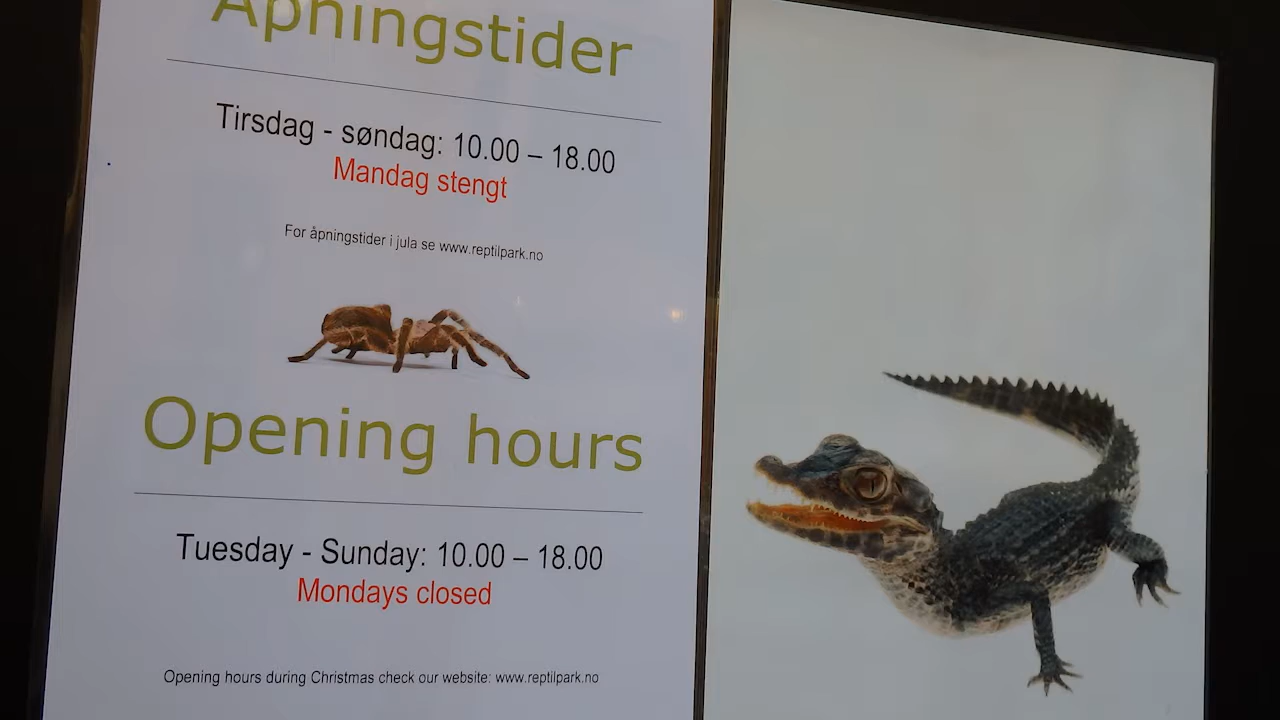 Åpningstider
Tirsdag - søndag: 10.00 – 18.00
Mandag stengt
For åpningstider i jula se www.reptilpark.no
Opening hours
Tuesday - Sunday: 10.00 – 18.00
Mondays closed
Opening hours during Christmas check our website: www.reptilpark.no